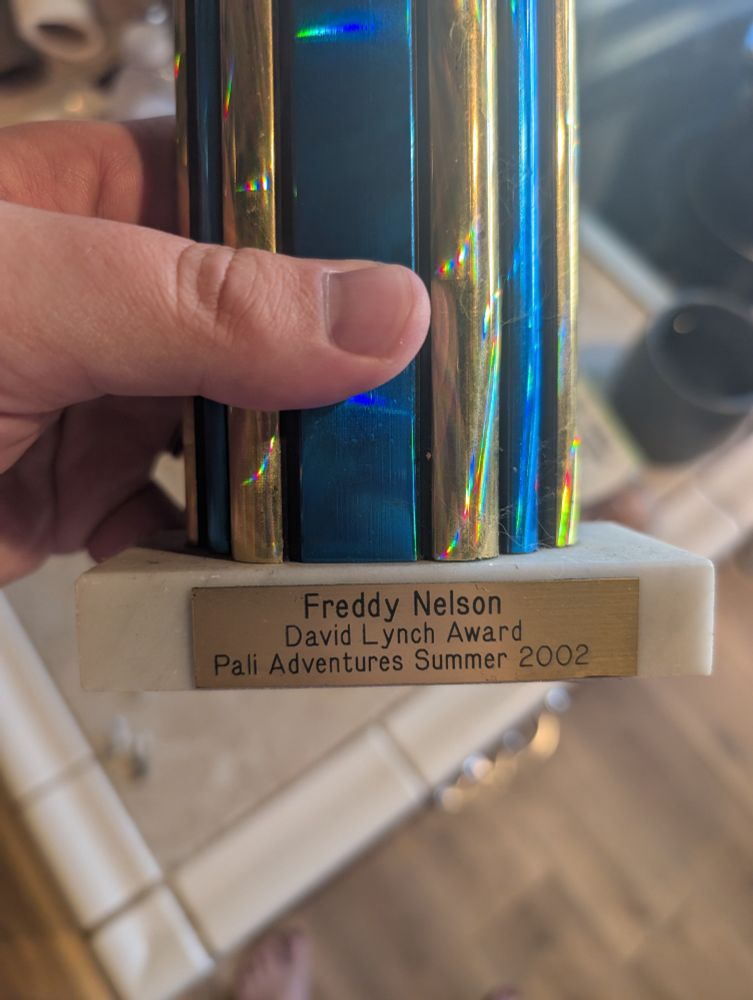 Freddy Nelson
David Lynch Award
Pali Adventures Summer 2002